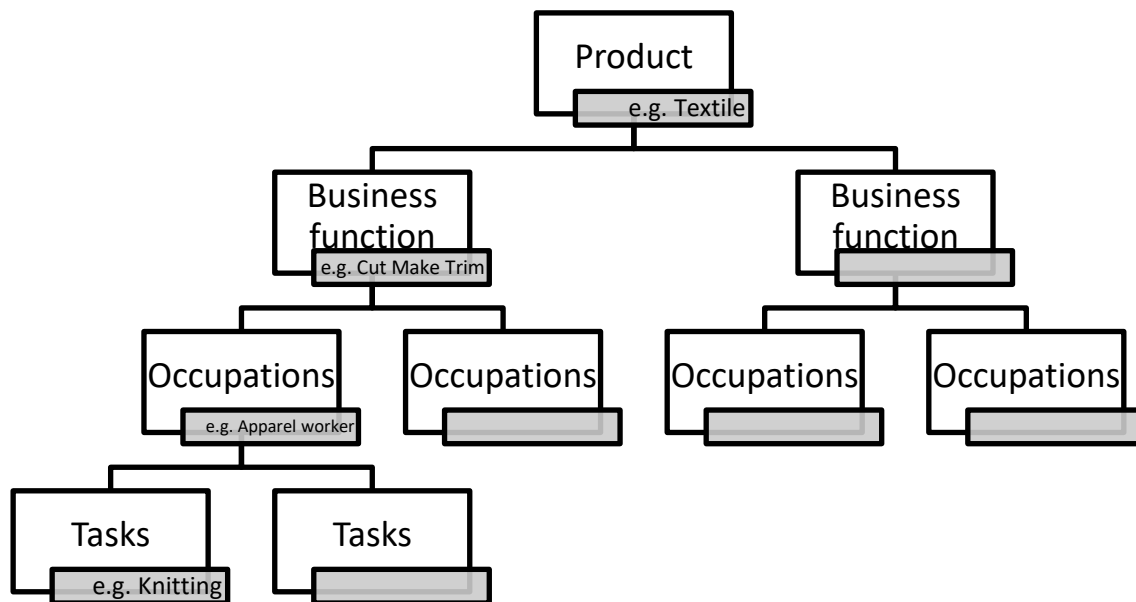 Product
e.g. Textile
Business
function
e.g. Cut Make Trim
Business
function
Occupations
e.g. Apparel worker
Occupations
Occupations
Occupations
Tasks
e.g. Knitting
Tasks